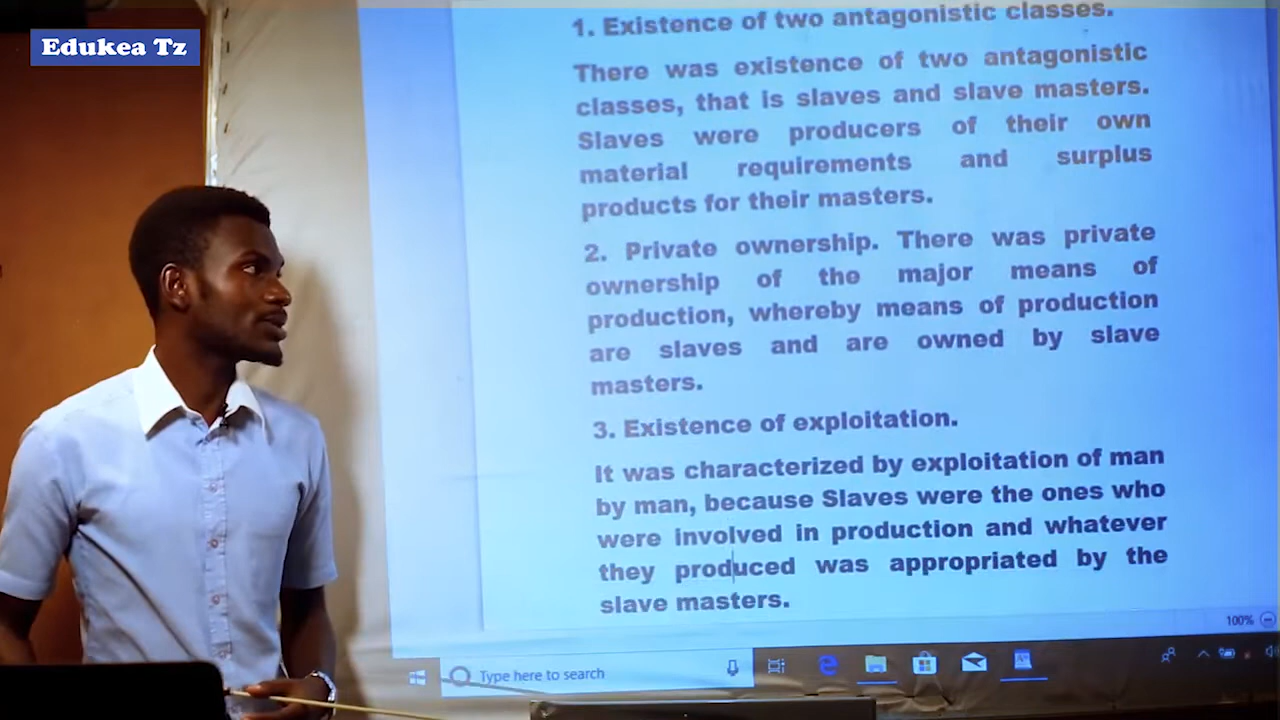 Edukea Tz
1. Existence of two antagonistic classes.
There was existence of two antagonistic
classes, that is slaves and slave masters.
Slaves were producers of their own
material requirements and surplus
products for their masters.
2. Private ownership. There was private
ownership of the major means of
production, whereby means of production
are slaves and are owned by slave
masters.
3. Existence of exploitation.
It was characterized by exploitation of man
by man, because Slaves were the ones who
were involved in production and whatever
they produced was appropriated by the
slave masters.
100%
Type here to search